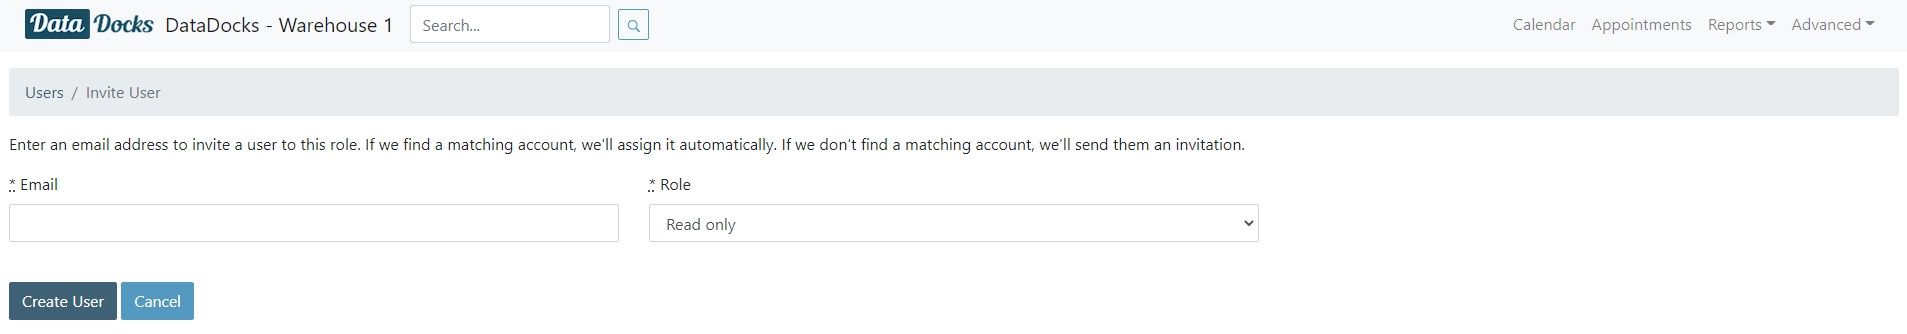 Data Docks DataDocks - Warehouse 1 Search... Calendar Appointments Reports Advanced
Users / Invite User
Enter an email address to invite a user to this role. If we find a matching account, we'll assign it automatically. If we don't find a matching account, we'll send them an invitation.
* Email * Role
Read only
Create User Cancel